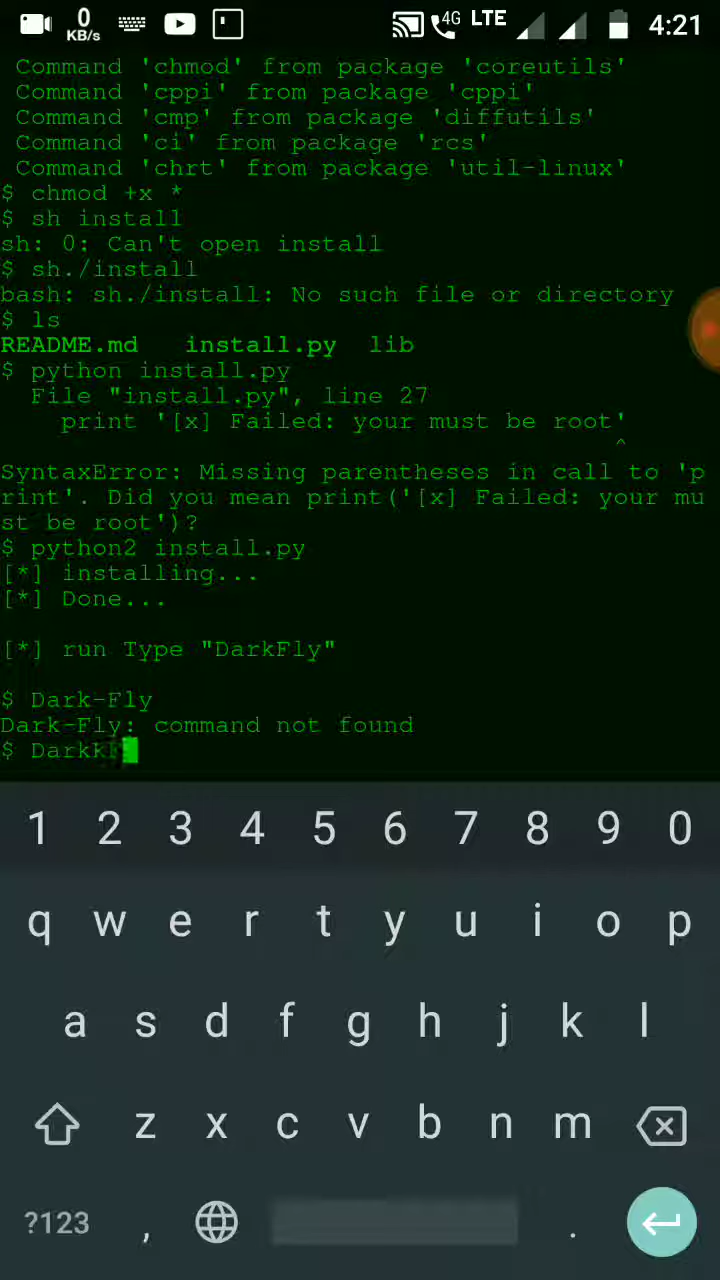 0
KB/s
4G LTE
4:21
Command 'chmod' from package 'coreutils'
Command 'cppi' from package 'cppi'
Command 'cmp' from package 'diffutils'
Command 'ci' from package 'rcs'
Command 'chrt' from package 'util-linux'
$ chmod +x *
$ sh install
sh: 0: Can't open install
$ sh./install
bash: sh./install: No such file or directory
$ ls
README.md install.py lib
$ python install.py
File "install.py", line 27
print '[x] Failed: your must be root'
^
SyntaxError: Missing parentheses in call to 'p
rint'. Did you mean print('[x] Failed: your mu
st be root')?
$ python2 install.py
[*] installing...
[*] Done...
[*] run Type "DarkFly"
$ Dark-Fly
Dark-Fly: command not found
$ Dark
1 2 3 4 5 6 7 8 9 0
q w e r t y u i o p
a s d f g h j k l
z x c v b n m
?123 , .